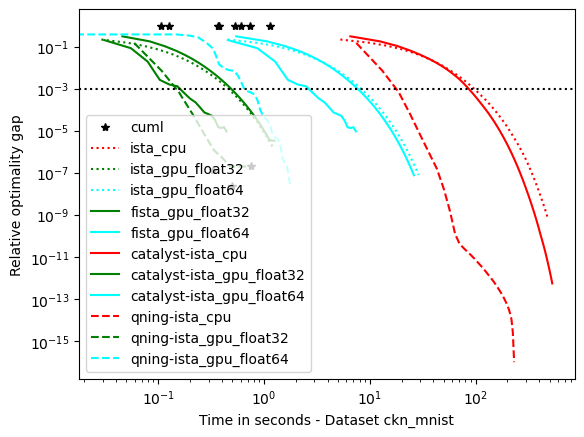 Relative optimality gap
10⁻¹
10⁻³
10⁻⁵
10⁻⁷
10⁻⁹
10⁻¹¹
10⁻¹³
10⁻¹⁵
cuml
ista_cpu
ista_gpu_float32
ista_gpu_float64
fista_gpu_float32
fista_gpu_float64
catalyst-ista_cpu
catalyst-ista_gpu_float32
catalyst-ista_gpu_float64
qning-ista_cpu
qning-ista_gpu_float32
qning-ista_gpu_float64
10⁻¹ 10⁰ 10¹ 10²
Time in seconds - Dataset ckn_mnist